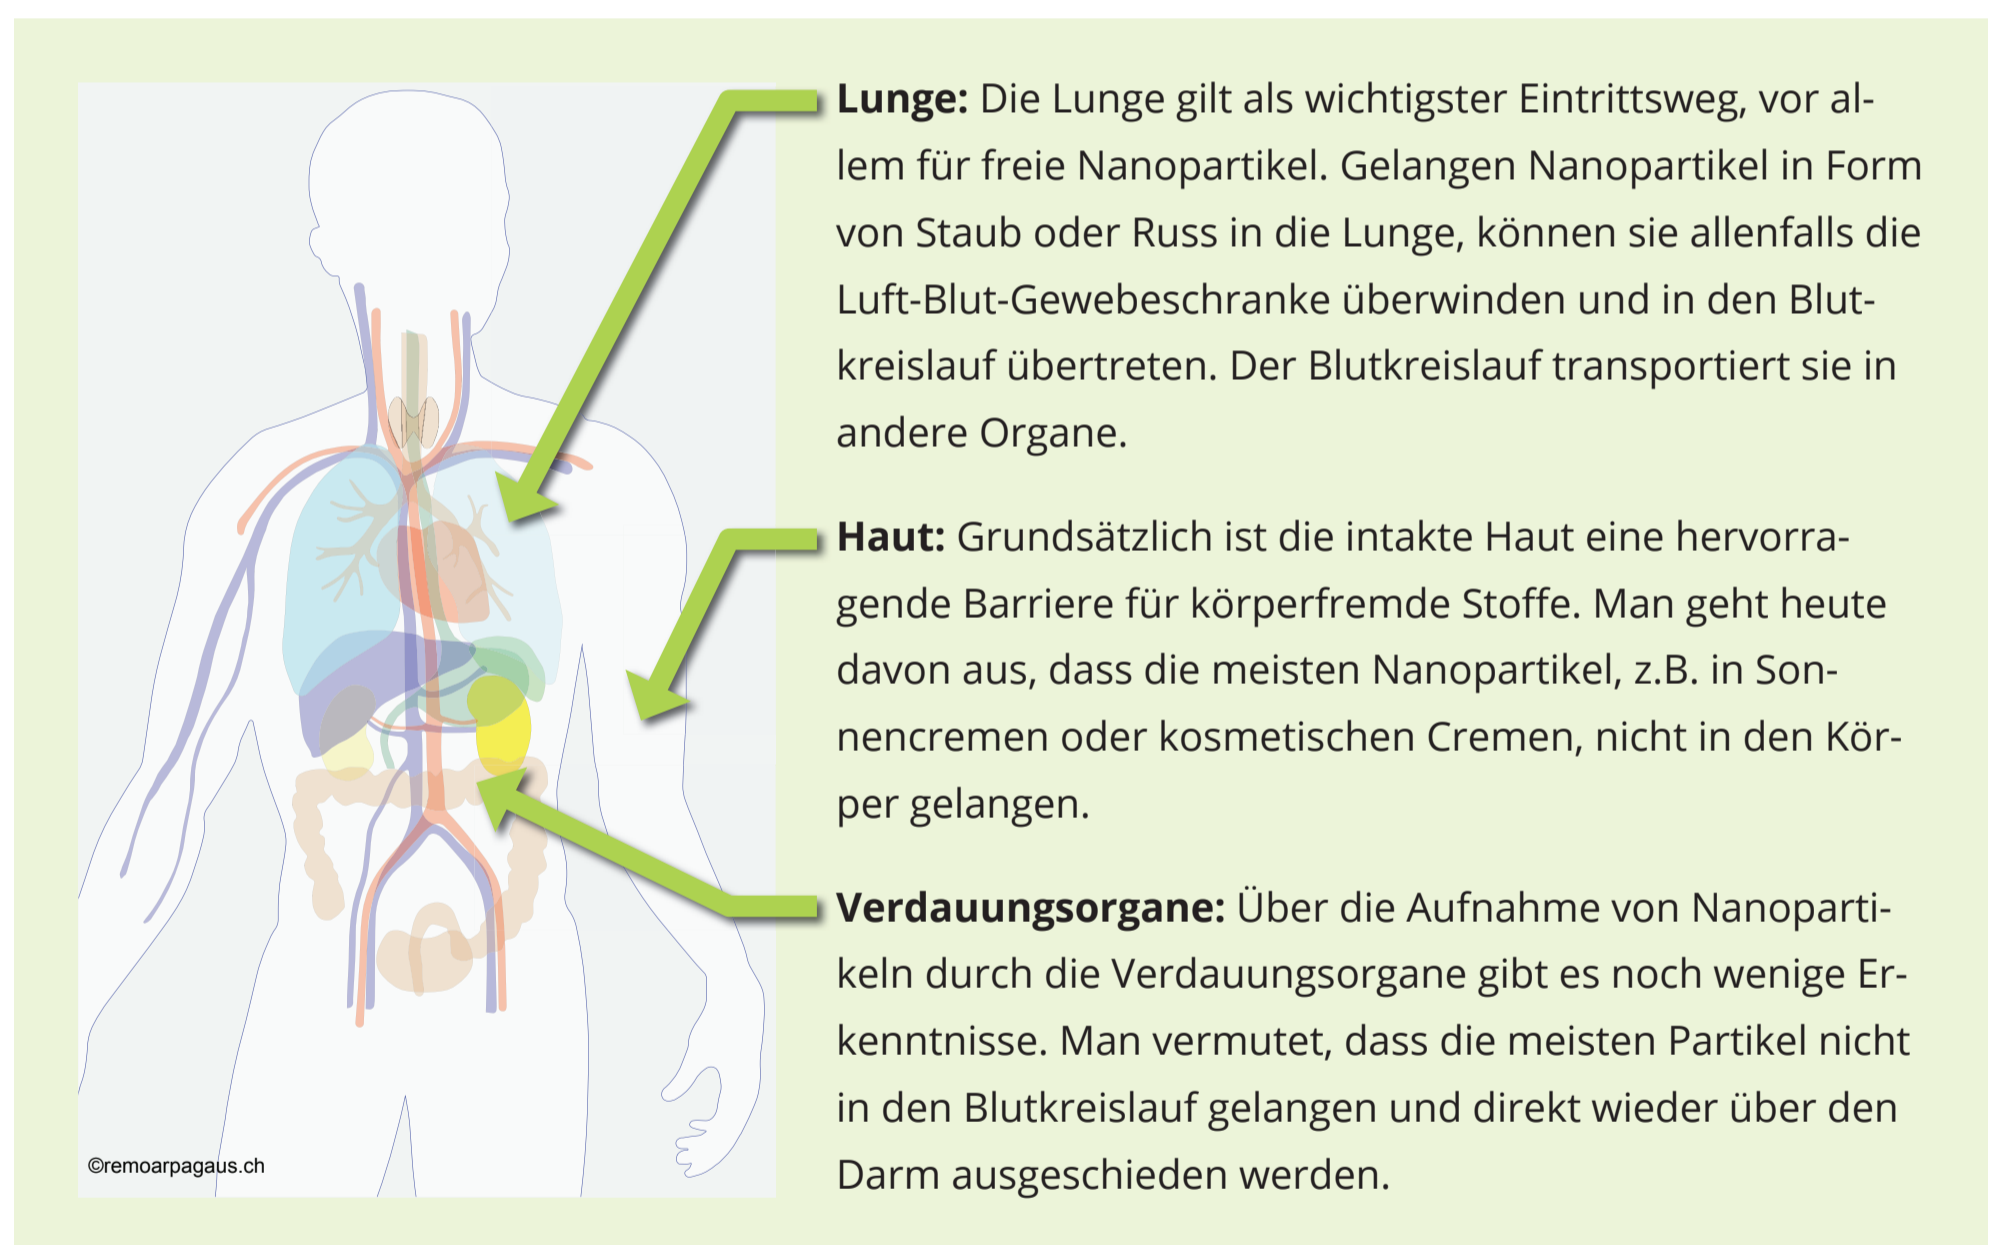 Lunge: Die Lunge gilt als wichtigster Eintrittsweg, vor al-
lem für freie Nanopartikel. Gelangen Nanopartikel in Form
von Staub oder Russ in die Lunge, können sie allenfalls die
Luft-Blut-Gewebeschranke überwinden und in den Blut-
kreislauf übertreten. Der Blutkreislauf transportiert sie in
andere Organe.
Haut: Grundsätzlich ist die intakte Haut eine hervorra-
gende Barriere für körperfremde Stoffe. Man geht heute
davon aus, dass die meisten Nanopartikel, z.B. in Son-
nencremen oder kosmetischen Cremen, nicht in den Kör-
per gelangen.
Verdauungsorgane: Über die Aufnahme von Nanoparti-
keln durch die Verdauungsorgane gibt es noch wenige Er-
kenntnisse. Man vermutet, dass die meisten Partikel nicht
in den Blutkreislauf gelangen und direkt wieder über den
Darm ausgeschieden werden.
©remoarpagaus.ch